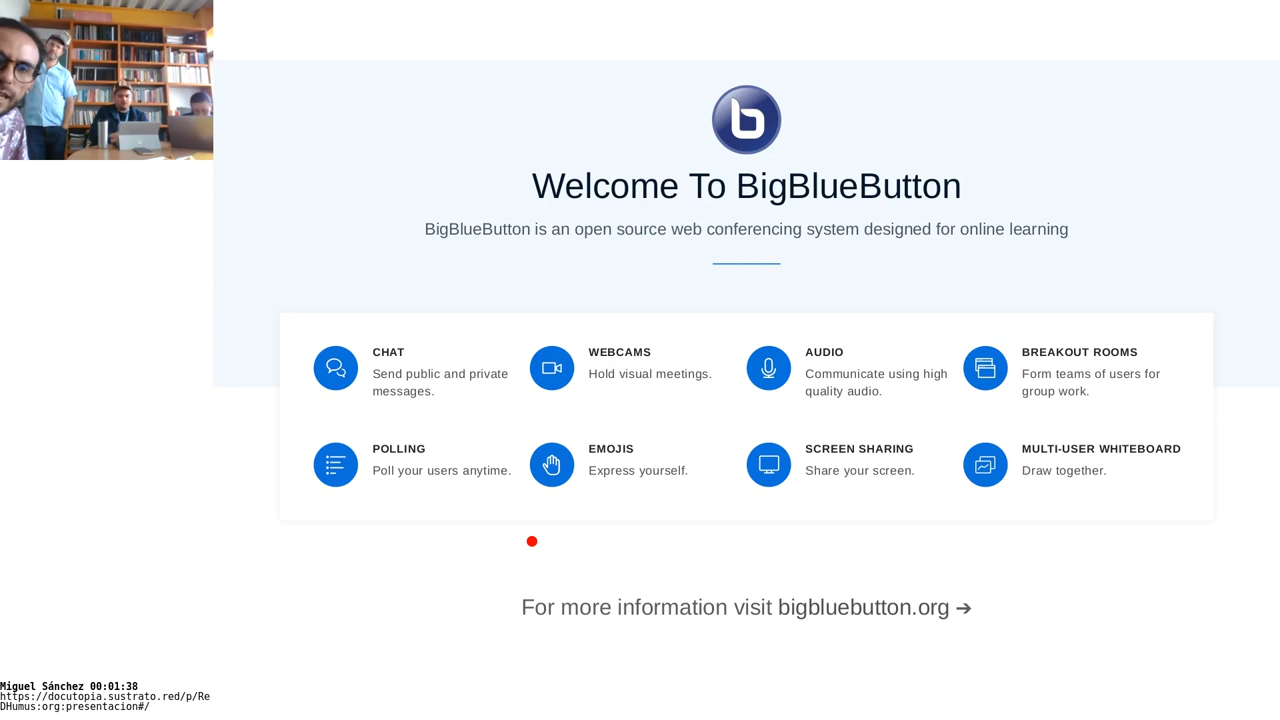 Welcome To BigBlueButton
BigBlueButton is an open source web conferencing system designed for online learning
CHAT
Send public and private
messages.
WEBCAMS
Hold visual meetings.
AUDIO
Communicate using high
quality audio.
BREAKOUT ROOMS
Form teams of users for
group work.
POLLING
Poll your users anytime.
EMOJIS
Express yourself.
SCREEN SHARING
Share your screen.
MULTI-USER WHITEBOARD
Draw together.
For more information visit bigbluebutton.org ➔
Miguel Sánchez 00:01:38
https://docutopia.sustrato.red/p/Re
DHumus:org:presentacion#/